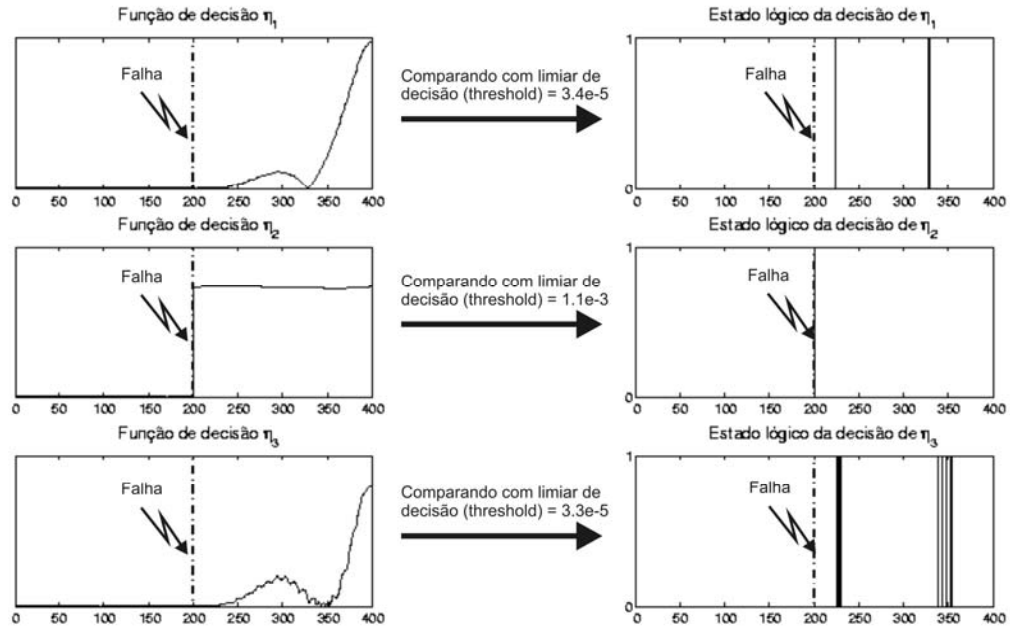 Função de decisão η1
Estado lógico da decisão de η1
Falha
Comparando com limiar de
decisão (threshold) = 3.4e-5
1
Falha
0
0 50 100 150 200 250 300 350 400
0 50 100 150 200 250 300 350 400
Função de decisão η2
Estado lógico da decisão de η2
Falha
Comparando com limiar de
decisão (threshold) = 1.1e-3
1
Falha
0
0 50 100 150 200 250 300 350 400
0 50 100 150 200 250 300 350 400
Função de decisão η3
Estado lógico da decisão de η3
Falha
Comparando com limiar de
decisão (threshold) = 3.3e-5
1
Falha
0
0 50 100 150 200 250 300 350 400
0 50 100 150 200 250 300 350 400